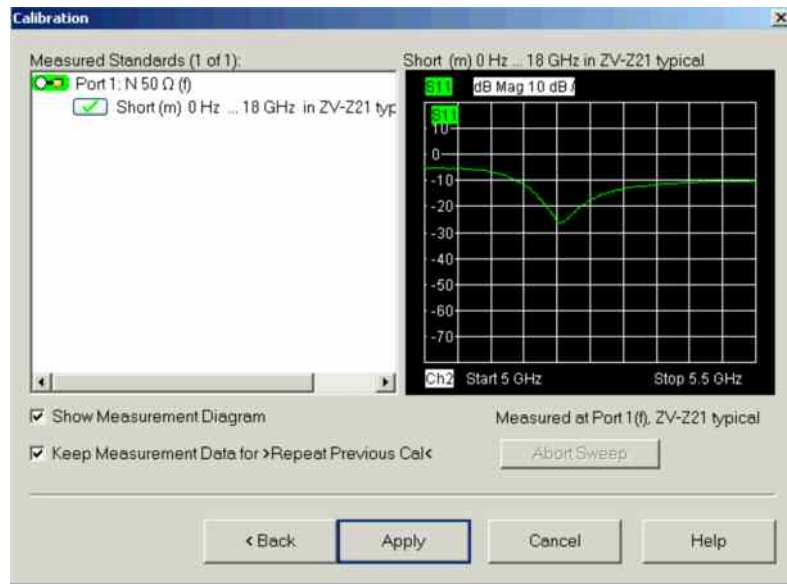 Calibration
Measured Standards (1 of 1):
Port 1: N 50 Ω (f)
Short (m) 0 Hz ... 18 GHz in ZV-Z21 typ
Short (m) 0 Hz ... 18 GHz in ZV-Z21 typical
S11 dB Mag 10 dB /
S11
10
0
-10
-20
-30
-40
-50
-60
-70
Ch2 Start 5 GHz Stop 5.5 GHz
Show Measurement Diagram
Measured at Port 1(f), ZV-Z21 typical
Keep Measurement Data for >Repeat Previous Cal<
Abort Sweep
< Back
Apply
Cancel
Help